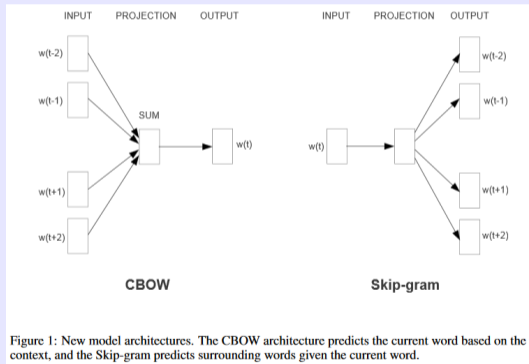 INPUT PROJECTION OUTPUT
w(t-2)
w(t-1)
SUM
w(t)
w(t+1)
w(t+2)
CBOW
INPUT PROJECTION OUTPUT
w(t-2)
w(t-1)
w(t)
w(t+1)
w(t+2)
Skip-gram
Figure 1: New model architectures. The CBOW architecture predicts the current word based on the
context, and the Skip-gram predicts surrounding words given the current word.